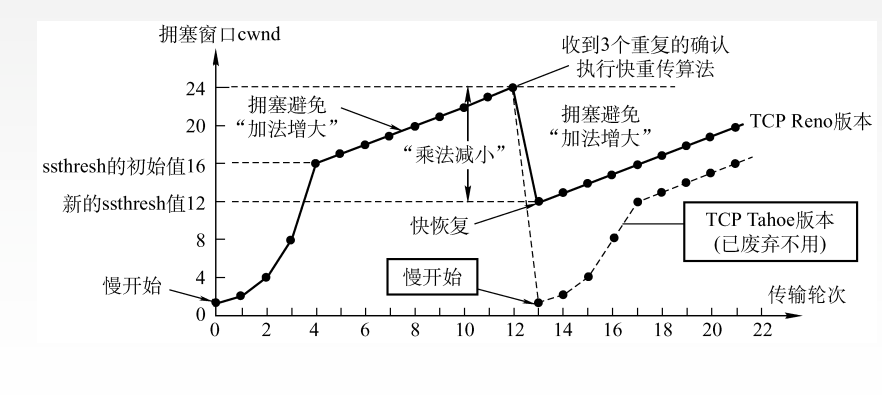 拥塞窗口cwnd
收到3个重复的确认
执行快重传算法
24
拥塞避免
“加法增大”
拥塞避免
“加法增大”
TCP Reno版本
20
“乘法减小”
ssthresh的初始值16
新的ssthresh值12
快恢复
TCP Tahoe版本
(已废弃不用)
8
慢开始
慢开始
4
传输轮次
0
0 2 4 6 8 10 12 14 16 18 20 22